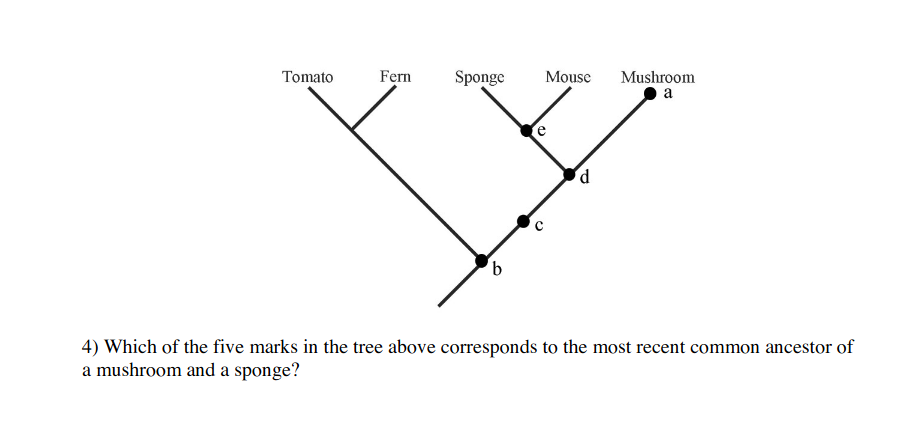 Tomato Fern Sponge Mouse Mushroom
a
e
d
c
b
4) Which of the five marks in the tree above corresponds to the most recent common ancestor of
a mushroom and a sponge?